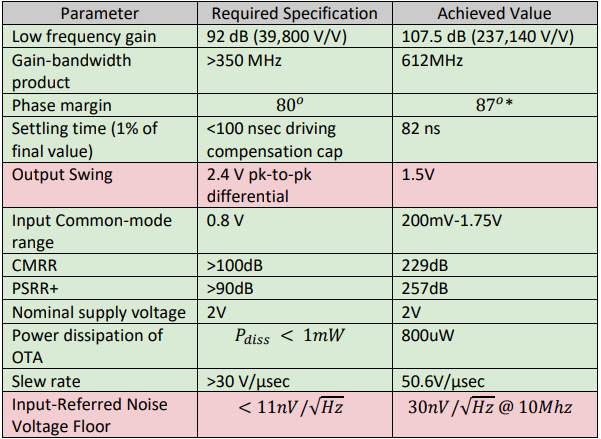 Parameter Required Specification Achieved Value
Low frequency gain 92 dB (39,800 V/V) 107.5 dB (237,140 V/V)
Gain-bandwidth product >350 MHz 612MHz
Phase margin 80° 87°*
Settling time (1% of final value) <100 nsec driving compensation cap 82 ns
Output Swing 2.4 V pk-to-pk differential 1.5V
Input Common-mode range 0.8 V 200mV-1.75V
CMRR >100dB 229dB
PSRR+ >90dB 257dB
Nominal supply voltage 2V 2V
Power dissipation of OTA P_diss < 1mW 800uW
Slew rate >30 V/μsec 50.6V/μsec
Input-Referred Noise Voltage Floor < 11nV/√Hz 30nV/√Hz @ 10Mhz